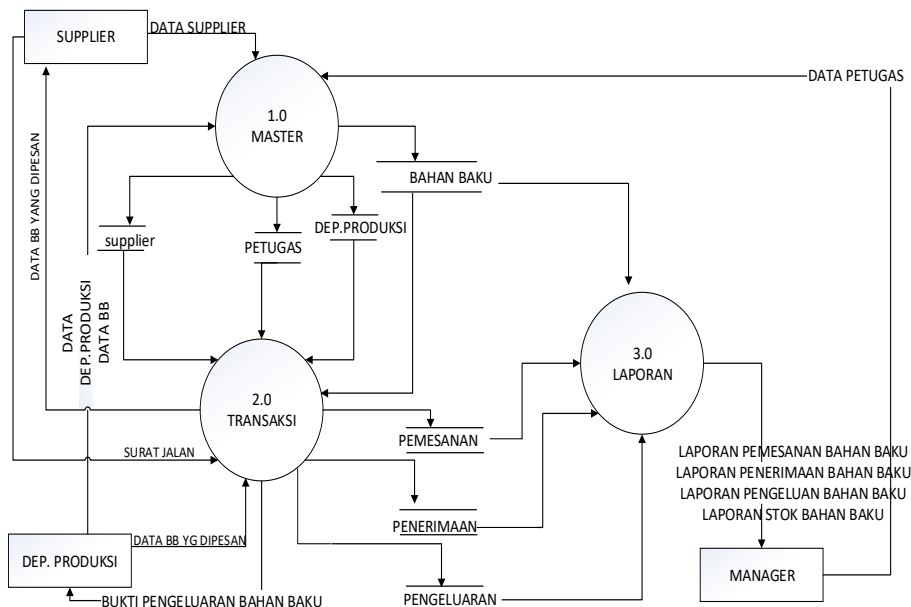 SUPPLIER
DATA SUPPLIER
DATA PETUGAS
1.0
MASTER
BAHAN BAKU
DATA BB YANG DIPESAN
supplier
PETUGAS
DEP.PRODUKSI
DATA
DEP.PRODUKSI
DATA BB
3.0
LAPORAN
2.0
TRANSAKSI
PEMESANAN
SURAT JALAN
LAPORAN PEMESANAN BAHAN BAKU
LAPORAN PENERIMAAN BAHAN BAKU
LAPORAN PENGELUAN BAHAN BAKU
LAPORAN STOK BAHAN BAKU
PENERIMAAN
DATA BB YG DIPESAN
DEP. PRODUKSI
MANAGER
BUKTI PENGELUARAN BAHAN BAKU
PENGELUARAN